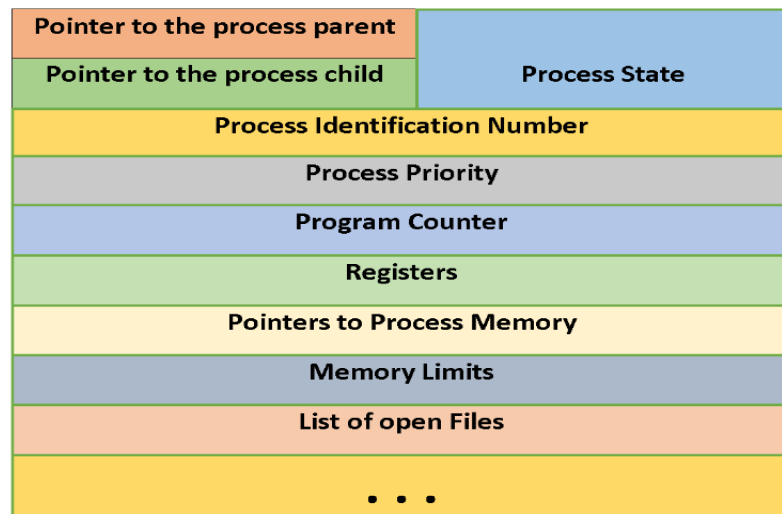 Pointer to the process parent
Pointer to the process child
Process State
Process Identification Number
Process Priority
Program Counter
Registers
Pointers to Process Memory
Memory Limits
List of open Files
. . .